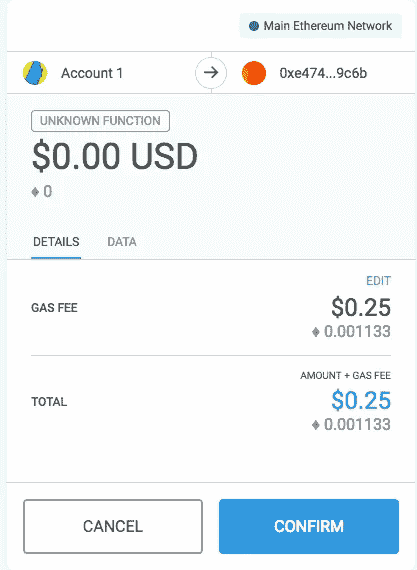 Main Ethereum Network
Account 1
0xe474...9c6b
UNKNOWN FUNCTION
$0.00 USD
0
DETAILS DATA
EDIT
GAS FEE $0.25
0.001133
AMOUNT + GAS FEE
TOTAL $0.25
0.001133
CANCEL CONFIRM